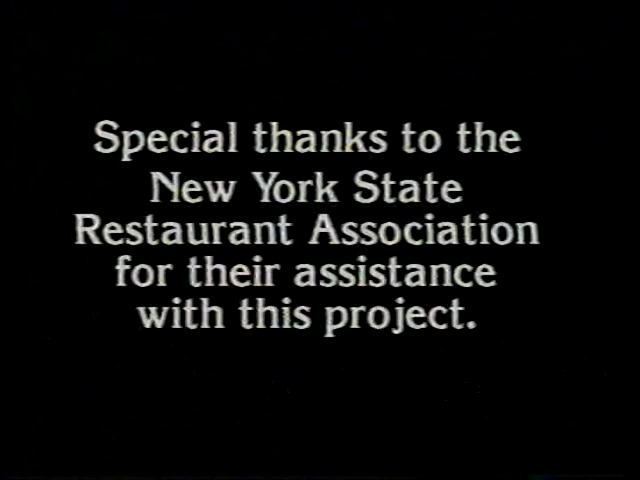 Special thanks to the
New York State
Restaurant Association
for their assistance
with this project.